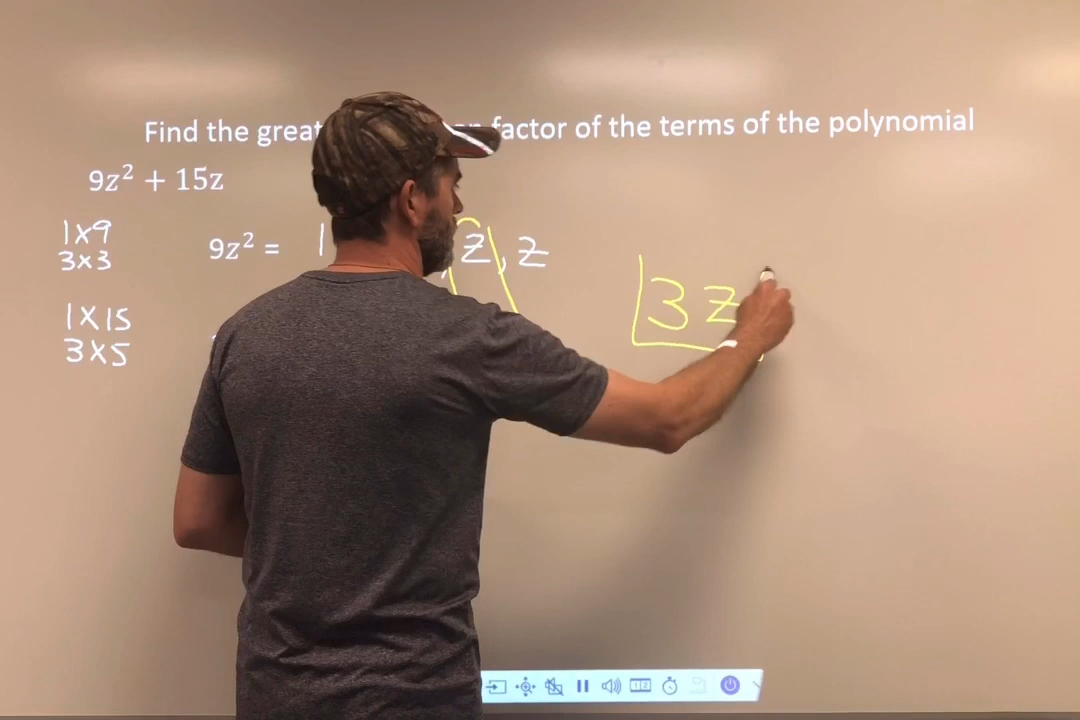 Find the great factor of the terms of the polynomial
9z² + 15z
1x9
3x3
9z² = 1 z, z
3z
1x15
3x5